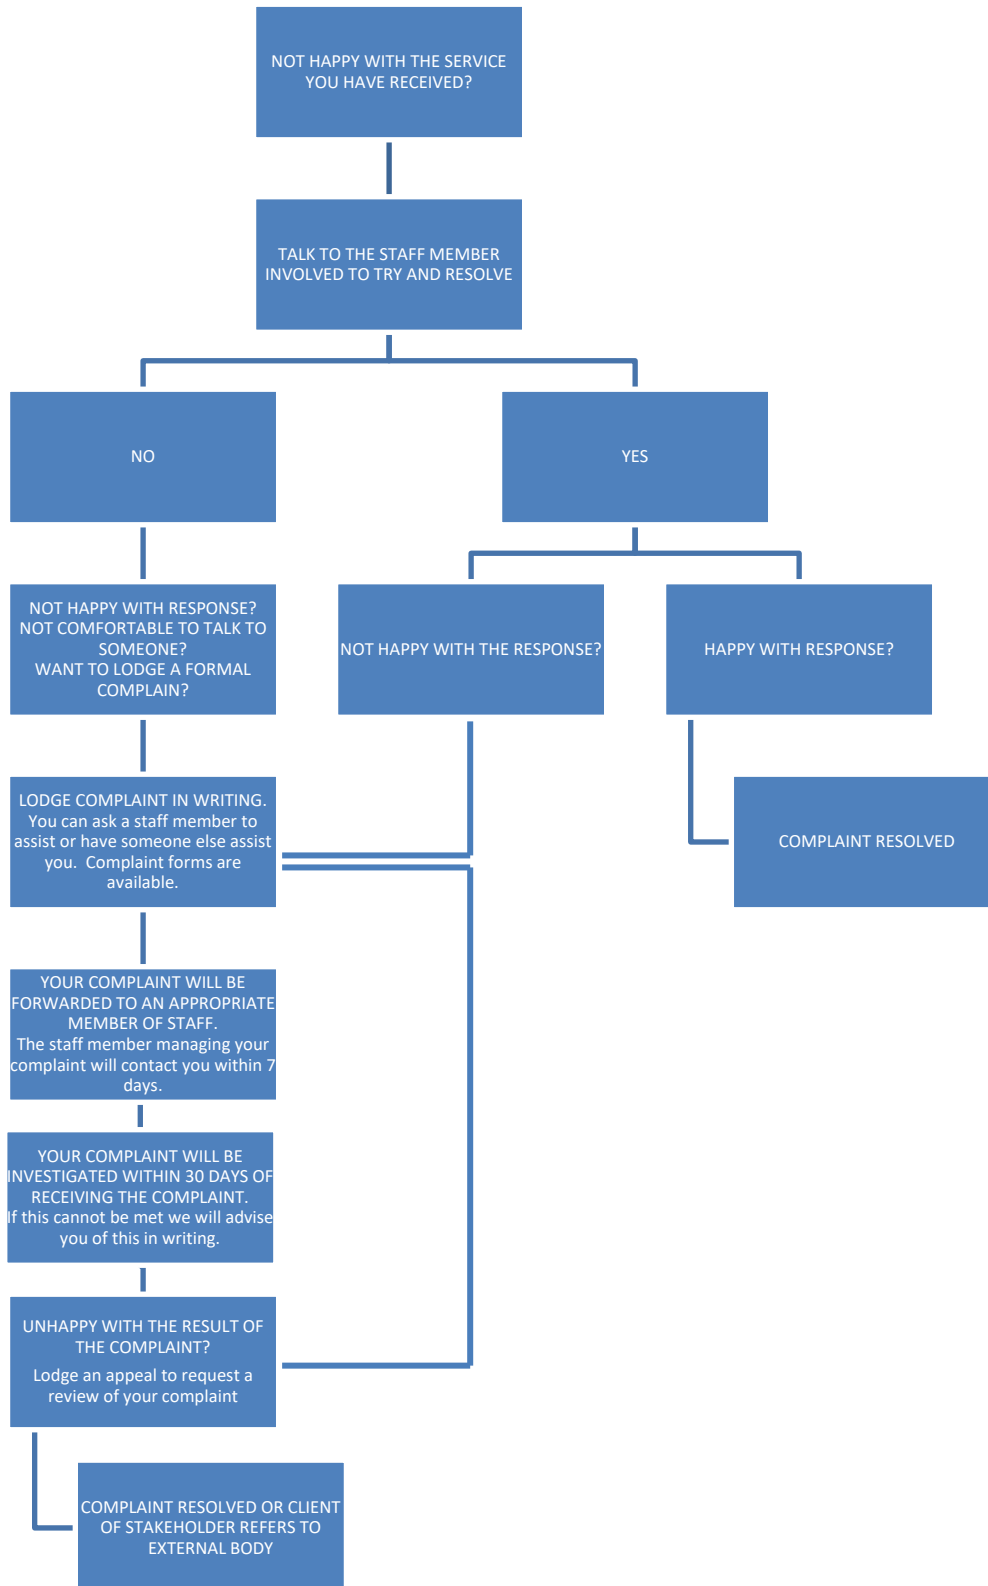 NOT HAPPY WITH THE SERVICE
YOU HAVE RECEIVED?
TALK TO THE STAFF MEMBER
INVOLVED TO TRY AND RESOLVE
NO
YES
NOT HAPPY WITH RESPONSE?
NOT COMFORTABLE TO TALK TO
SOMEONE?
WANT TO LODGE A FORMAL
COMPLAIN?
NOT HAPPY WITH THE RESPONSE?
HAPPY WITH RESPONSE?
LODGE COMPLAINT IN WRITING.
You can ask a staff member to
assist or have someone else assist
you. Complaint forms are
available.
COMPLAINT RESOLVED
YOUR COMPLAINT WILL BE
FORWARDED TO AN APPROPRIATE
MEMBER OF STAFF.
The staff member managing your
complaint will contact you within 7
days.
YOUR COMPLAINT WILL BE
INVESTIGATED WITHIN 30 DAYS OF
RECEIVING THE COMPLAINT.
If this cannot be met we will advise
you of this in writing.
UNHAPPY WITH THE RESULT OF
THE COMPLAINT?
Lodge an appeal to request a
review of your complaint
COMPLAINT RESOLVED OR CLIENT
OF STAKEHOLDER REFERS TO
EXTERNAL BODY